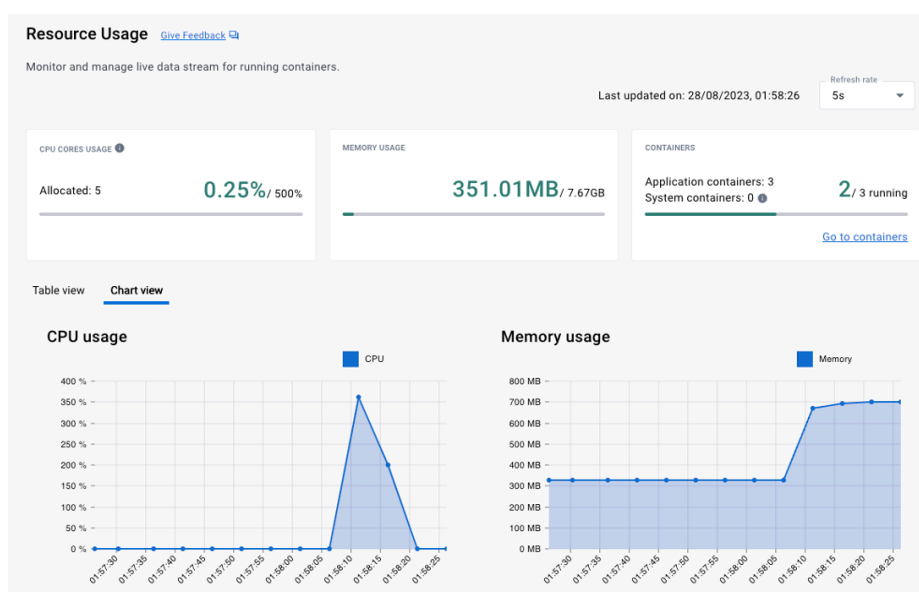 Resource Usage Give Feedback
Monitor and manage live data stream for running containers.
Refresh rate
Last updated on: 28/08/2023, 01:58:26 5s
CPU CORES USAGE
Allocated: 5 0.25%/ 500%
MEMORY USAGE
351.01MB/ 7.67GB
CONTAINERS
Application containers: 3
System containers: 0
2/ 3 running
Go to containers
Table view Chart view
CPU usage
CPU
400 %
350 %
300 %
250 %
200 %
150 %
100 %
50 %
0 %
01:57:30 01:57:35 01:57:40 01:57:45 01:57:50 01:57:55 01:58:00 01:58:05 01:58:10 01:58:15 01:58:20 01:58:25
Memory usage
Memory
800 MB
700 MB
600 MB
500 MB
400 MB
300 MB
200 MB
100 MB
0 MB
01:57:30 01:57:35 01:57:40 01:57:45 01:57:50 01:57:55 01:58:00 01:58:05 01:58:10 01:58:15 01:58:20 01:58:25